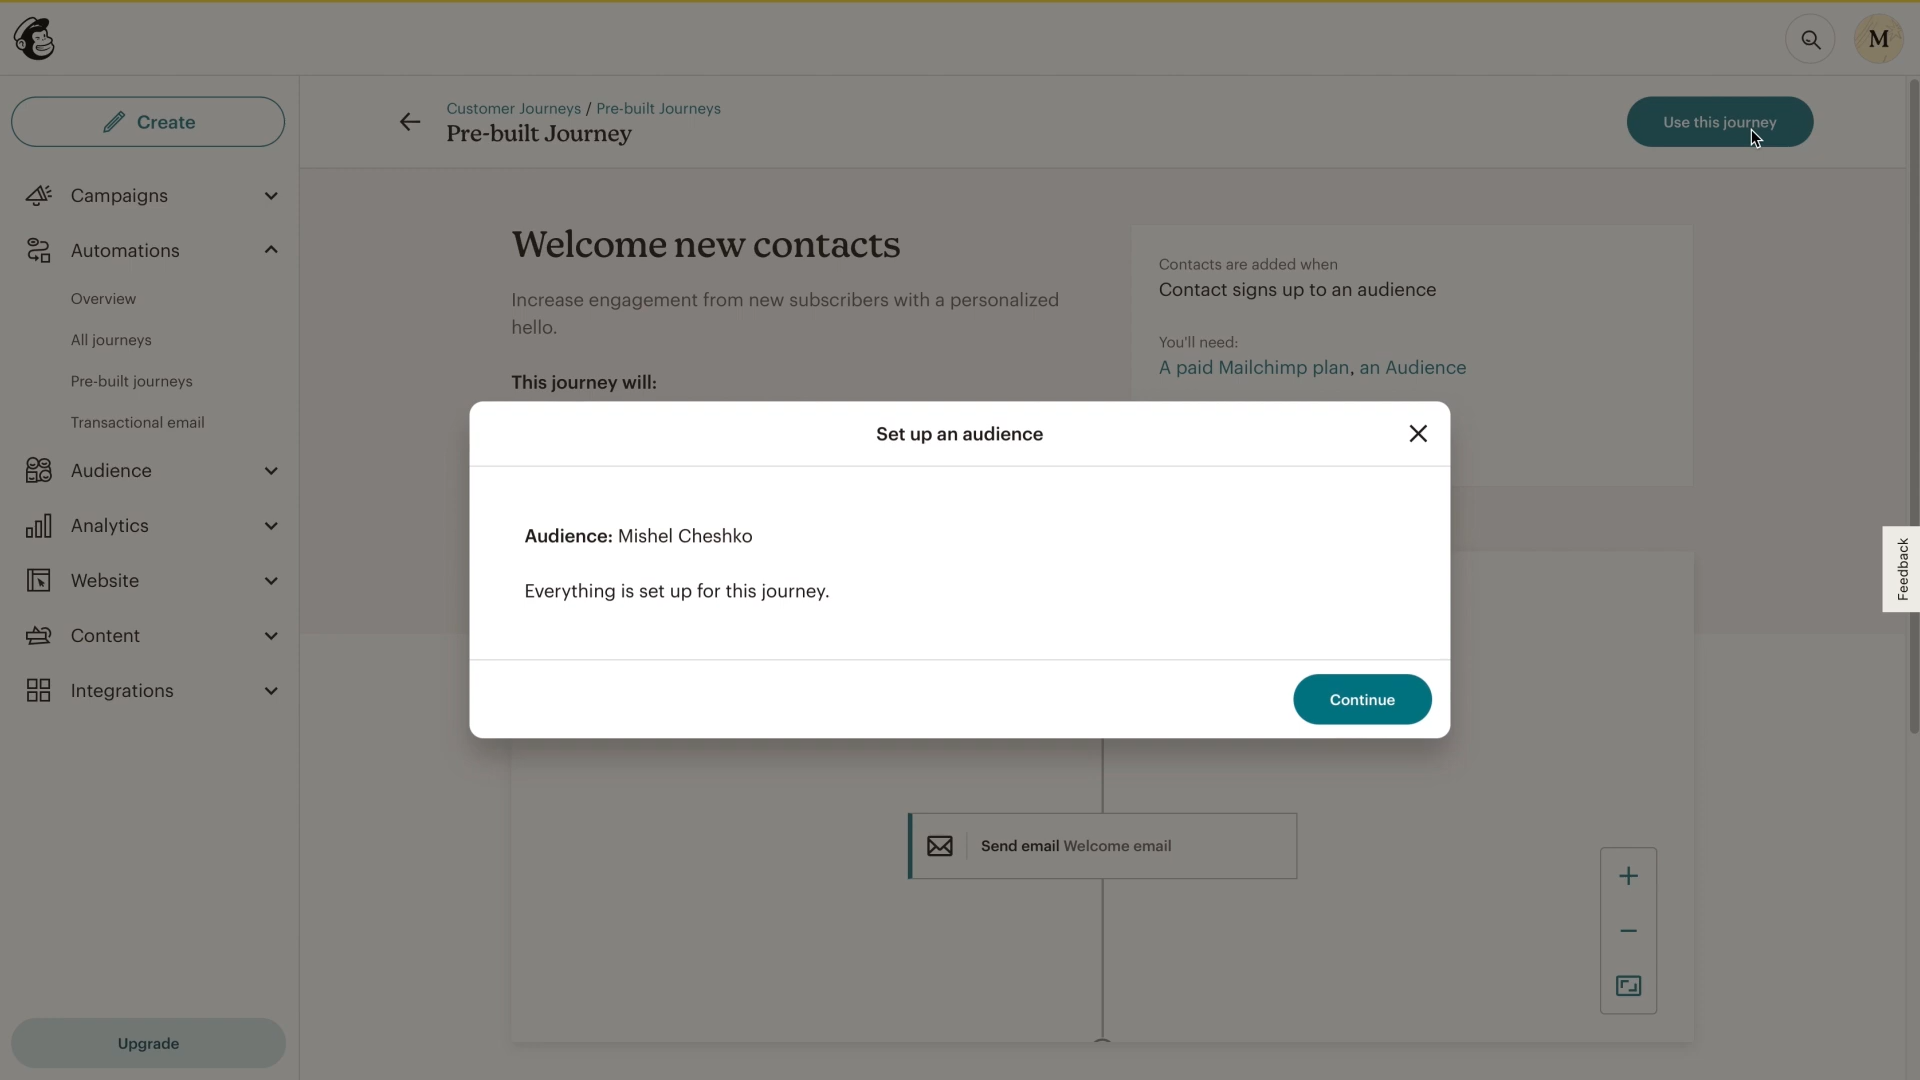 M
Create
Customer Journeys / Pre-built Journeys
Pre-built Journey
Use this journey
Campaigns
Automations
Overview
All journeys
Pre-built journeys
Transactional email
Audience
Analytics
Website
Content
Integrations
Upgrade
Welcome new contacts
Increase engagement from new subscribers with a personalized
hello.
This journey will:
Contacts are added when
Contact signs up to an audience
You'll need:
A paid Mailchimp plan, an Audience
Set up an audience
Audience: Mishel Cheshko
Everything is set up for this journey.
Continue
Send email Welcome email
Feedback